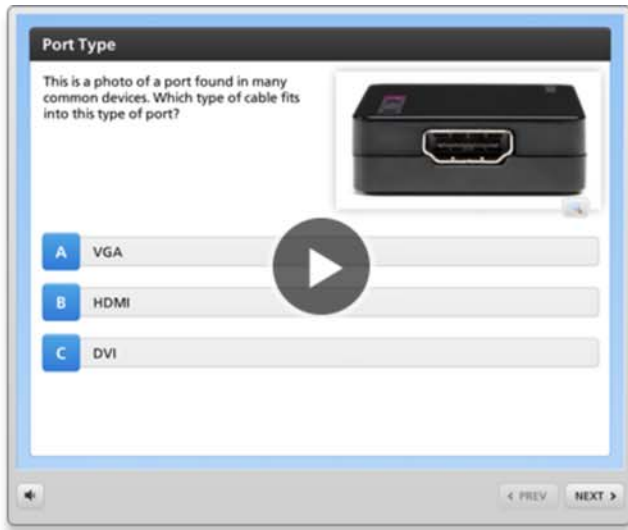 Port Type
This is a photo of a port found in many
common devices. Which type of cable fits
into this type of port?
A VGA
B HDMI
C DVI
< PREV NEXT >